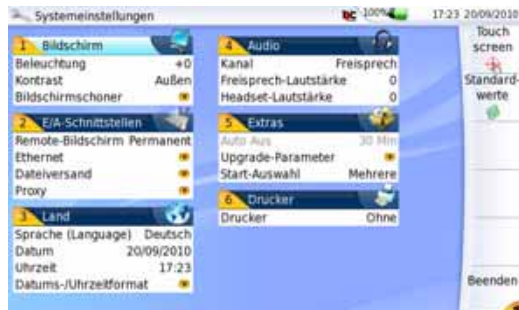 Systemeinstellungen
DC 100% 17:23 20/09/2010
1 Bildschirm
Beleuchtung +0
Kontrast Außen
Bildschirmschoner
2 E/A-Schnittstellen
Remote-Bildschirm Permanent
Ethernet
Dateiversand
Proxy
3 Land
Sprache (Language) Deutsch
Datum 20/09/2010
Uhrzeit 17:23
Datums-/Uhrzeitformat
4 Audio
Kanal Freisprech
Freisprech-Lautstärke 0
Headset-Lautstärke 0
5 Extras
Auto Aus 30 Min
Upgrade-Parameter
Start-Auswahl Mehrere
6 Drucker
Drucker Ohne
Touch
screen
Standard-
werte
Beenden